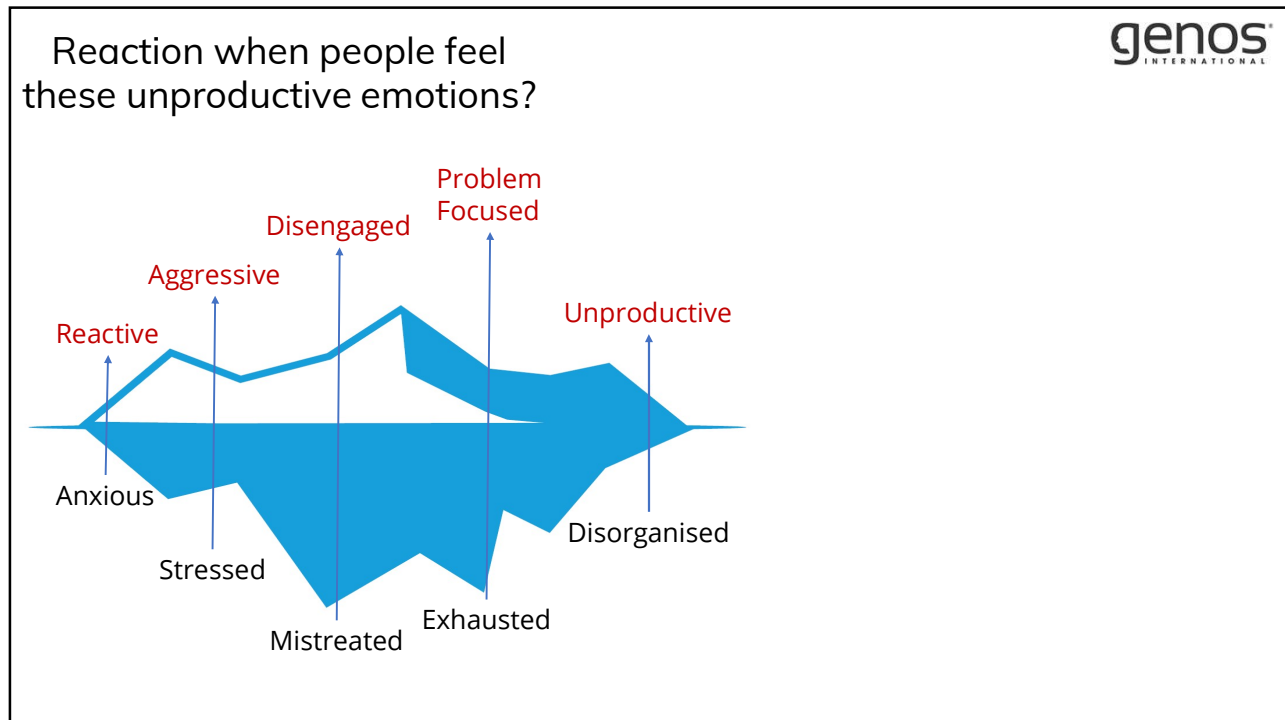 Reaction when people feel
these unproductive emotions?
genos
INTERNATIONAL
Problem
Focused
Disengaged
Aggressive
Unproductive
Reactive
Anxious
Disorganised
Stressed
Exhausted
Mistreated